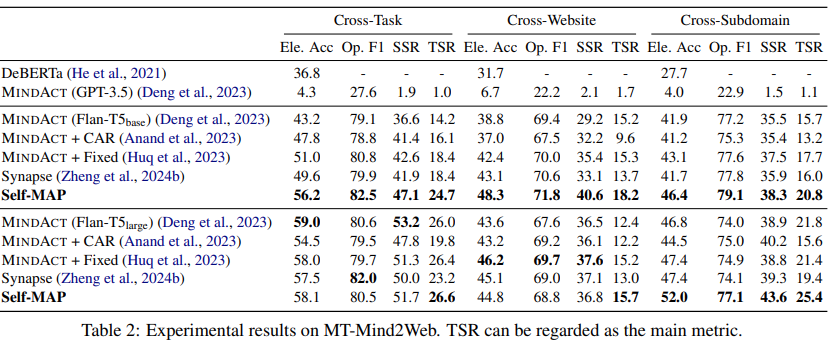 Cross-Task Cross-Website Cross-Subdomain
Ele. Acc Op. F1 SSR TSR Ele. Acc Op. F1 SSR TSR Ele. Acc Op. F1 SSR TSR
DeBERTa (He et al., 2021) 36.8 - - - 31.7 - - - 27.7 - - -
MINDACT (GPT-3.5) (Deng et al., 2023) 4.3 27.6 1.9 1.0 6.7 22.2 2.1 1.7 4.0 22.9 1.5 1.1
MINDACT (Flan-T5base) (Deng et al., 2023) 43.2 79.1 36.6 14.2 38.8 69.4 29.2 15.2 41.9 77.2 35.5 15.7
MINDACT + CAR (Anand et al., 2023) 47.8 78.8 41.4 16.1 37.0 67.5 32.2 9.6 41.2 75.3 35.4 13.2
MINDACT + Fixed (Huq et al., 2023) 51.0 80.8 42.6 18.4 42.4 70.0 35.4 15.3 43.1 77.6 37.5 17.7
Synapse (Zheng et al., 2024b) 49.6 79.9 41.9 18.4 43.1 70.6 33.1 13.7 41.7 77.8 35.9 16.0
Self-MAP 56.2 82.5 47.1 24.7 48.3 71.8 40.6 18.2 46.4 79.1 38.3 20.8
MINDACT (Flan-T5large) (Deng et al., 2023) 59.0 80.6 53.2 26.0 43.6 67.6 36.5 12.4 46.8 74.0 38.9 21.8
MINDACT + CAR (Anand et al., 2023) 54.5 79.5 47.8 19.8 43.2 69.2 36.1 12.2 44.5 75.0 40.2 15.6
MINDACT + Fixed (Huq et al., 2023) 58.0 79.7 51.3 26.4 46.2 69.7 37.6 15.2 47.4 74.9 38.8 21.4
Synapse (Zheng et al., 2024b) 57.5 82.0 50.0 23.2 45.1 69.0 37.1 13.0 47.4 74.1 39.3 19.4
Self-MAP 58.1 80.5 51.7 26.6 44.8 68.8 36.8 15.7 52.0 77.1 43.6 25.4
Table 2: Experimental results on MT-Mind2Web. TSR can be regarded as the main metric.